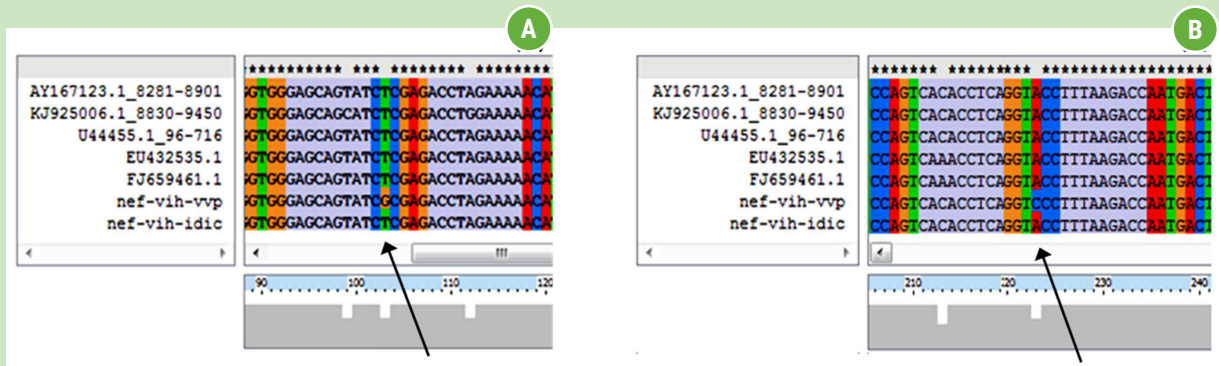 A
*********** *** ******** ********
AY167123.1_8281-8901 GGTGGGAGCAGTATCTCGAGACCTAGAAAAACA
KJ925006.1_8830-9450 GGTGGGAGCAGCATCTCGAGACCTGGAAAAACA
U44455.1_96-716 GGTGGGAGCAGTATCTCGAGACCTAGAAAAACA
EU432535.1 GGTGGGAGCAGTATCTCGAGACCTAGAAAAACA
FJ659461.1 GGTGGGAGCAGTATCTCGAGACCTAGAAAAACA
nef-vih-vvp GGTGGGAGCAGTATCGCGAGACCTAGAAAAACA
nef-vih-idic GGTGGGAGCAGTATCTCGAGACCTAGAAAAACA
90 100 110 120
B
******* ********* ******************
AY167123.1_8281-8901 CCAGTCACACCTCAGGTACCTTTAAGACCAATGACT
KJ925006.1_8830-9450 CCAGTCACACCTCAGGTACCTTTAAGACCAATGACT
U44455.1_96-716 CCAGTCACACCTCAGGTACCTTTAAGACCAATGACT
EU432535.1 CCAGTCAAACCTCAGGTACCTTTAAGACCAATGACT
FJ659461.1 CCAGTCAAACCTCAGGTACCTTTAAGACCAATGACT
nef-vih-vvp CCAGTCACACCTCAGGTCCCTTTAAGACCAATGACT
nef-vih-idic CCAGTCACACCTCAGGTACCTTTAAGACCAATGACT
210 220 230 240